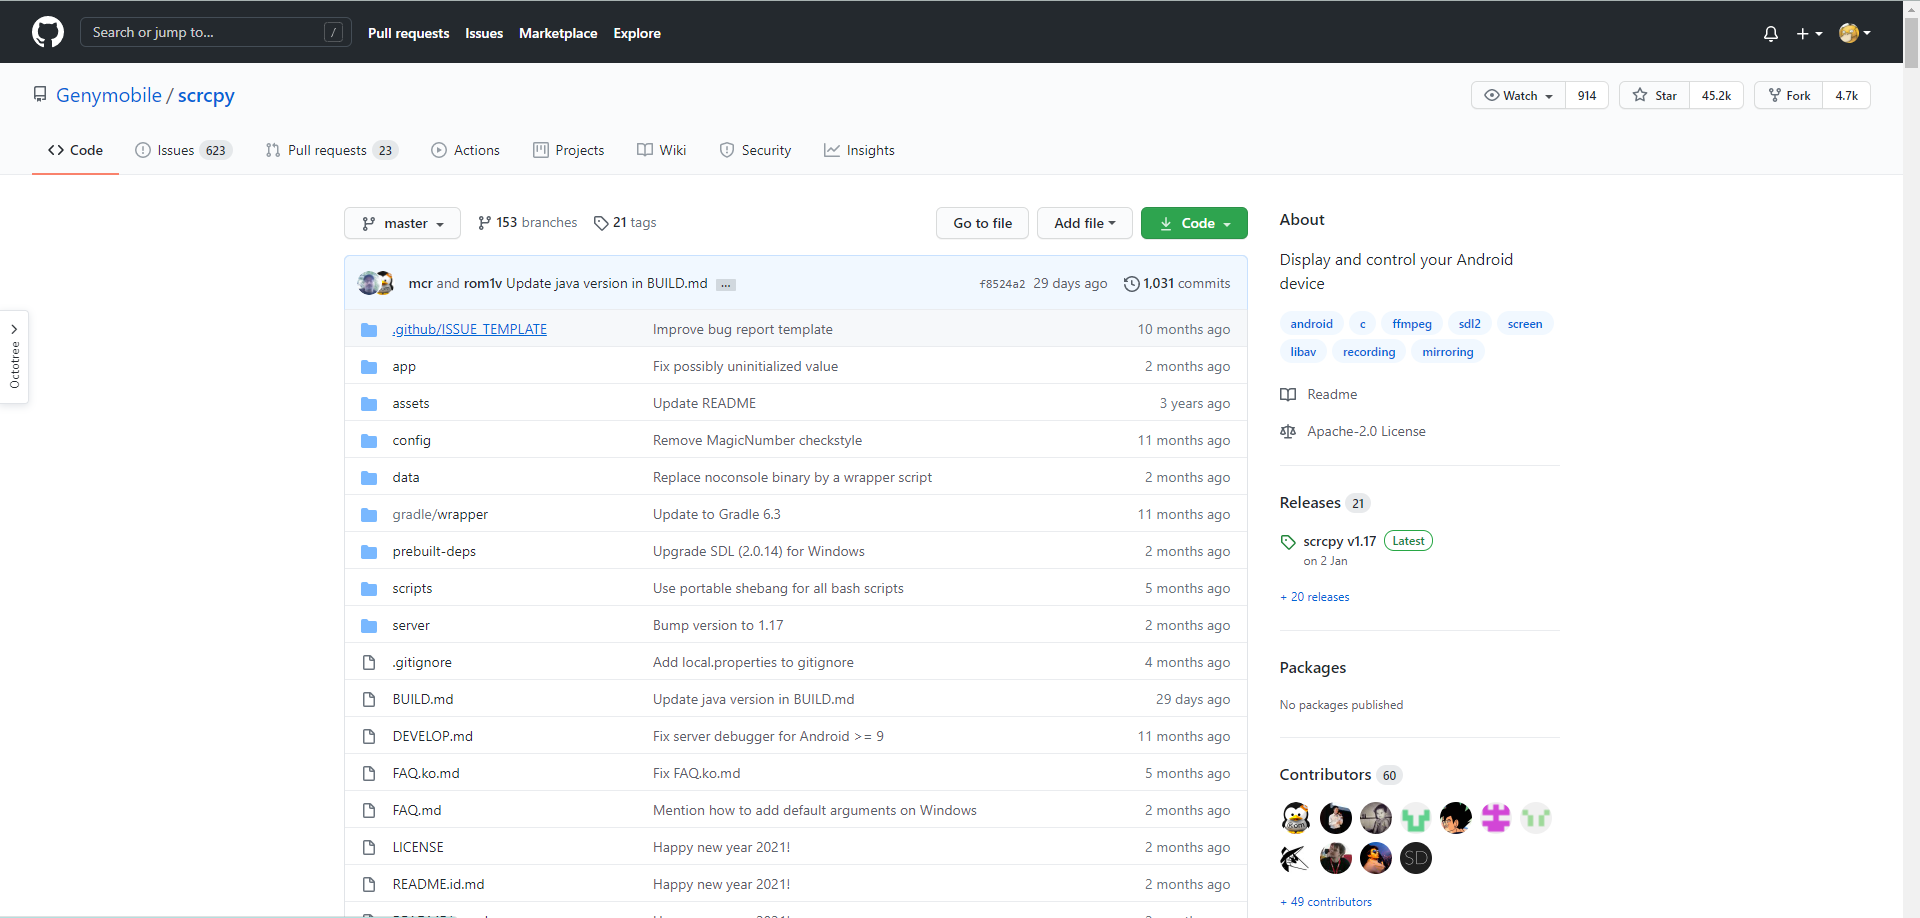 Search or jump to... /
Pull requests Issues Marketplace Explore
Genymobile / scrcpy
Watch 914 Star 45.2k Fork 4.7k
Code Issues 623 Pull requests 23 Actions Projects Wiki Security Insights
master 153 branches 21 tags Go to file Add file Code
mcr and rom1v Update java version in BUILD.md ... f8524a2 29 days ago 1,031 commits
.github/ISSUE_TEMPLATE Improve bug report template 10 months ago
app Fix possibly uninitialized value 2 months ago
assets Update README 3 years ago
config Remove MagicNumber checkstyle 11 months ago
data Replace noconsole binary by a wrapper script 2 months ago
gradle/wrapper Update to Gradle 6.3 11 months ago
prebuilt-deps Upgrade SDL (2.0.14) for Windows 2 months ago
scripts Use portable shebang for all bash scripts 5 months ago
server Bump version to 1.17 2 months ago
.gitignore Add local.properties to gitignore 4 months ago
BUILD.md Update java version in BUILD.md 29 days ago
DEVELOP.md Fix server debugger for Android >= 9 11 months ago
FAQ.ko.md Fix FAQ.ko.md 5 months ago
FAQ.md Mention how to add default arguments on Windows 2 months ago
LICENSE Happy new year 2021! 2 months ago
README.id.md Happy new year 2021! 2 months ago
Octotree
About
Display and control your Android
device
android c ffmpeg sdl2 screen
libav recording mirroring
Readme
Apache-2.0 License
Releases 21
scrcpy v1.17 Latest
on 2 Jan
+ 20 releases
Packages
No packages published
Contributors 60
SD
+ 49 contributors